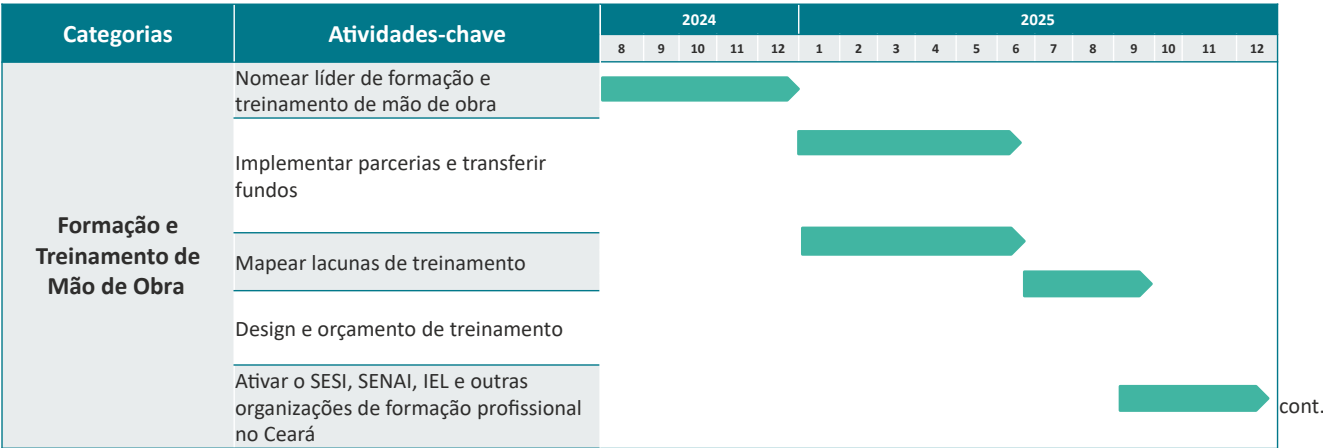 Categorias
Atividades-chave
2024
2025
8 9 10 11 12 1 2 3 4 5 6 7 8 9 10 11 12
Formação e
Treinamento de
Mão de Obra
Nomear líder de formação e
treinamento de mão de obra
Implementar parcerias e transferir
fundos
Mapear lacunas de treinamento
Design e orçamento de treinamento
Ativar o SESI, SENAI, IEL e outras
organizações de formação profissional
no Ceará
cont.